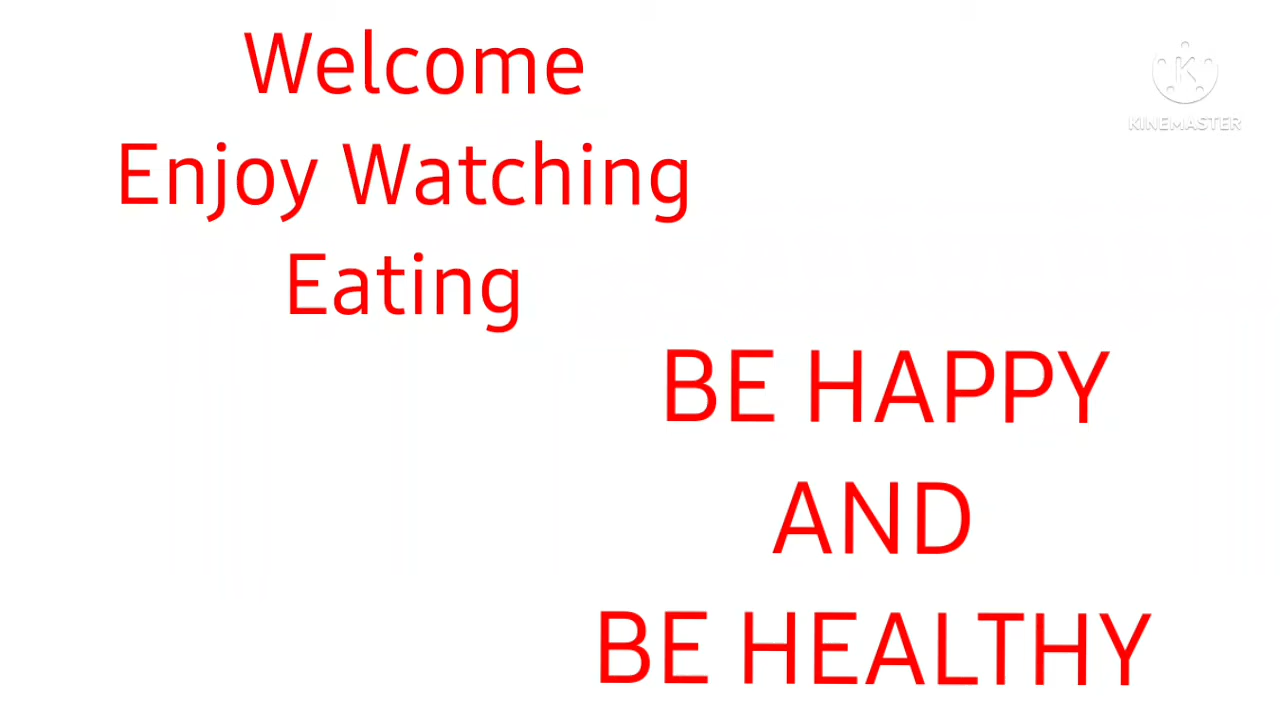 Welcome
Enjoy Watching
Eating
BE HAPPY
AND
BE HEALTHY
KINEMASTER